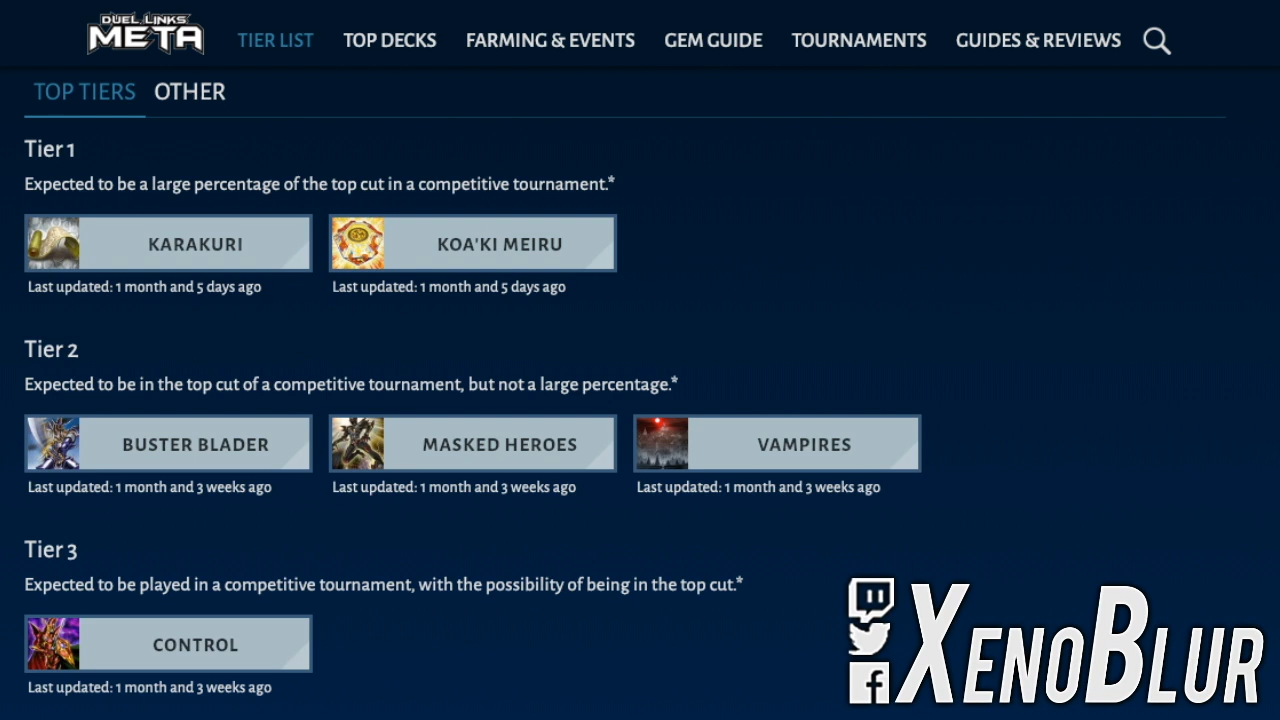 DUEL LINKS
META
TIER LIST TOP DECKS FARMING & EVENTS GEM GUIDE TOURNAMENTS GUIDES & REVIEWS
TOP TIERS OTHER
Tier 1
Expected to be a large percentage of the top cut in a competitive tournament.*
KARAKURI KOA'KI MEIRU
Last updated: 1 month and 5 days ago Last updated: 1 month and 5 days ago
Tier 2
Expected to be in the top cut of a competitive tournament, but not a large percentage.*
BUSTER BLADER MASKED HEROES VAMPIRES
Last updated: 1 month and 3 weeks ago Last updated: 1 month and 3 weeks ago Last updated: 1 month and 3 weeks ago
Tier 3
Expected to be played in a competitive tournament, with the possibility of being in the top cut.*
CONTROL
Last updated: 1 month and 3 weeks ago
XENOBLUR